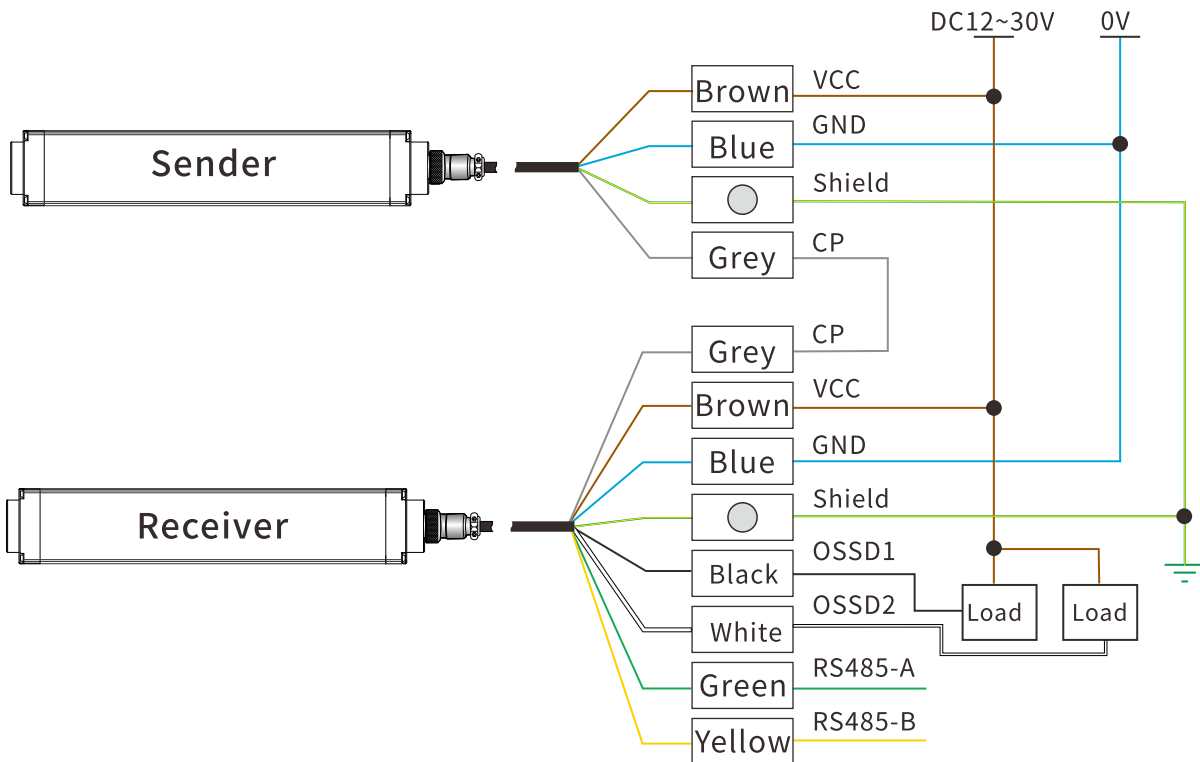 DC12~30V 0V
Brown VCC
Blue GND
Sender
Shield
Grey CP
Grey CP
Brown VCC
Blue GND
Receiver
Shield
Black OSSD1
White OSSD2
Load Load
Green RS485-A
Yellow RS485-B